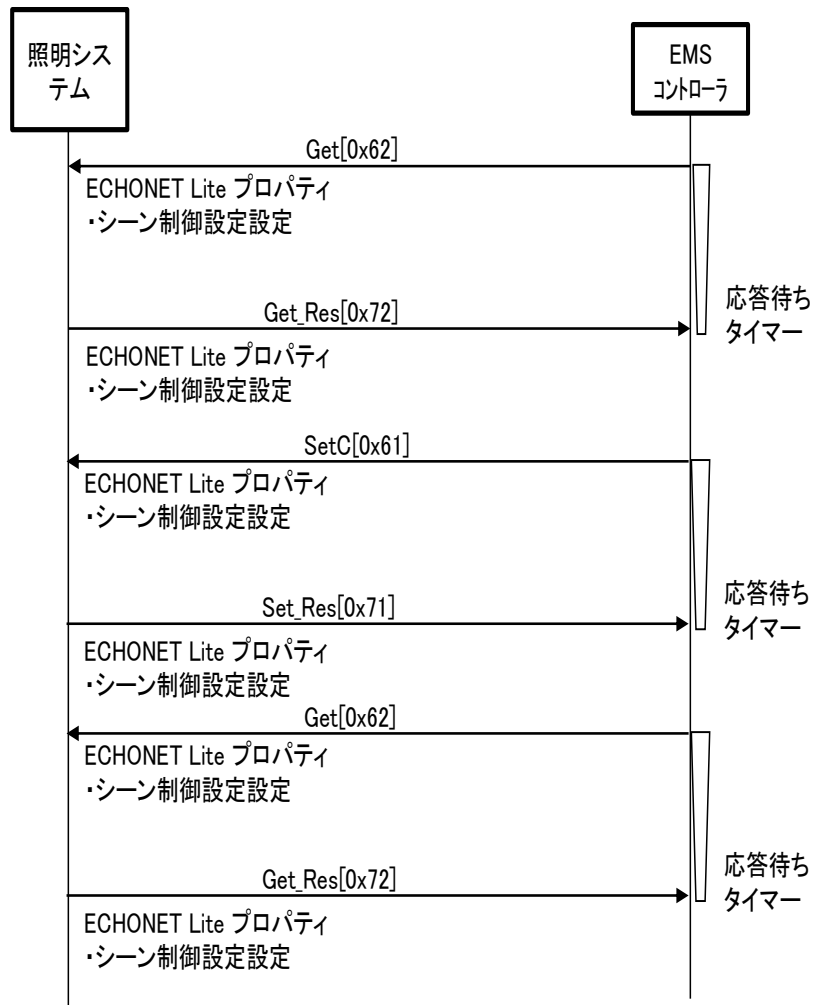 照明シス
テム
EMS
コントローラ
Get[0x62]
ECHONET Lite プロパティ
・シーン制御設定設定
応答待ち
タイマー
Get_Res[0x72]
ECHONET Lite プロパティ
・シーン制御設定設定
SetC[0x61]
ECHONET Lite プロパティ
・シーン制御設定設定
応答待ち
タイマー
Set_Res[0x71]
ECHONET Lite プロパティ
・シーン制御設定設定
Get[0x62]
ECHONET Lite プロパティ
・シーン制御設定設定
応答待ち
タイマー
Get_Res[0x72]
ECHONET Lite プロパティ
・シーン制御設定設定